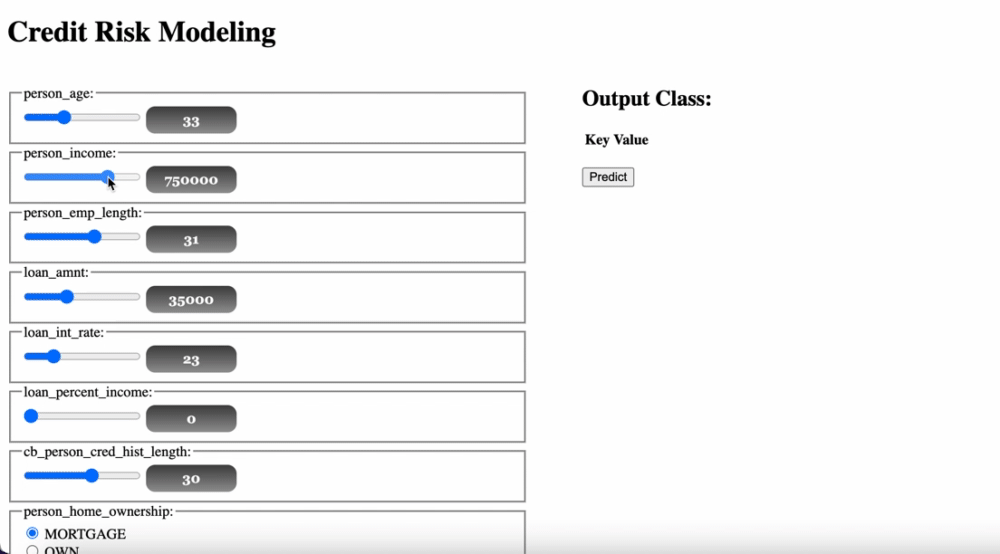 Credit Risk Modeling
person_age:
33
person_income:
750000
person_emp_length:
31
loan_amnt:
35000
loan_int_rate:
23
loan_percent_income:
0
cb_person_cred_hist_length:
30
person_home_ownership:
MORTGAGE
OWN
Output Class:
Key Value
Predict